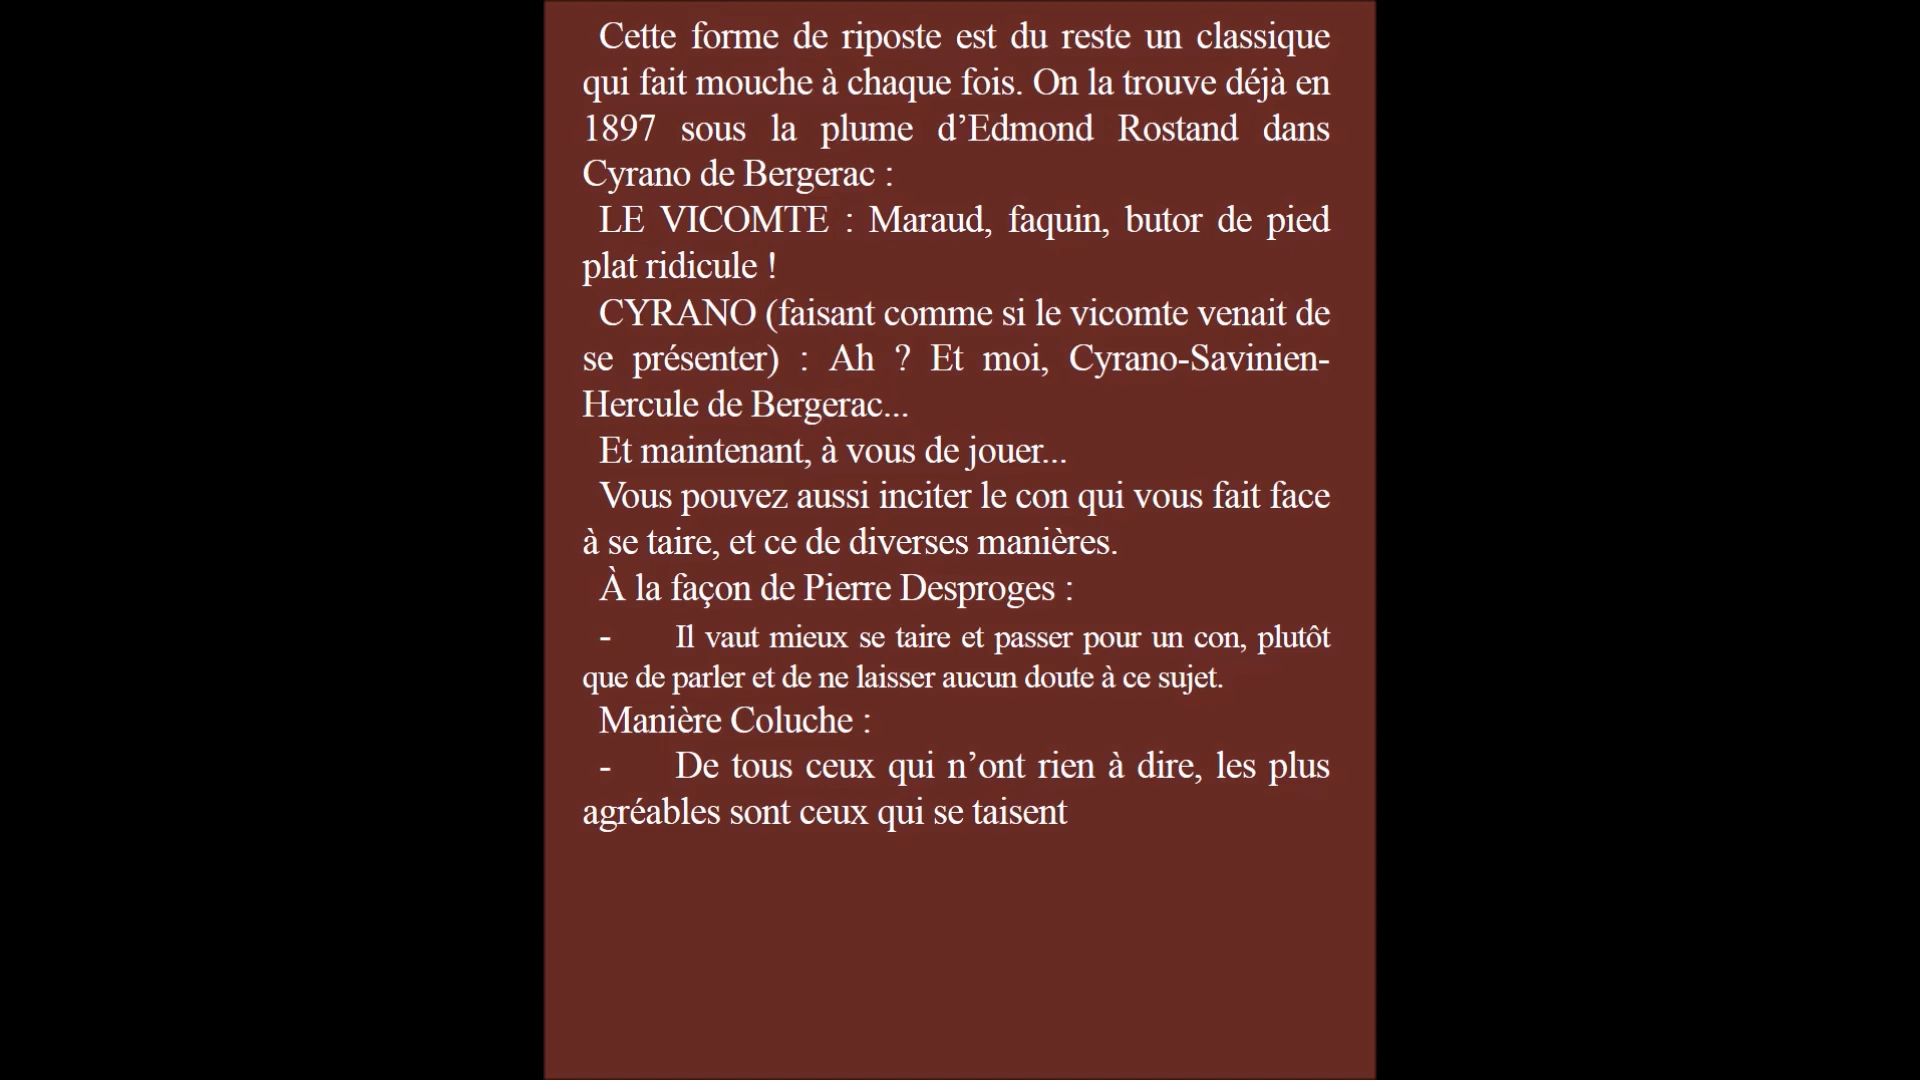 Cette forme de riposte est du reste un classique
qui fait mouche à chaque fois. On la trouve déjà en
1897 sous la plume d’Edmond Rostand dans
Cyrano de Bergerac :
LE VICOMTE : Maraud, faquin, butor de pied
plat ridicule !
CYRANO (faisant comme si le vicomte venait de
se présenter) : Ah ? Et moi, Cyrano-Savinien-
Hercule de Bergerac...
Et maintenant, à vous de jouer...
Vous pouvez aussi inciter le con qui vous fait face
à se taire, et ce de diverses manières.
À la façon de Pierre Desproges :
- Il vaut mieux se taire et passer pour un con, plutôt
que de parler et de ne laisser aucun doute à ce sujet.
Manière Coluche :
- De tous ceux qui n’ont rien à dire, les plus
agréables sont ceux qui se taisent